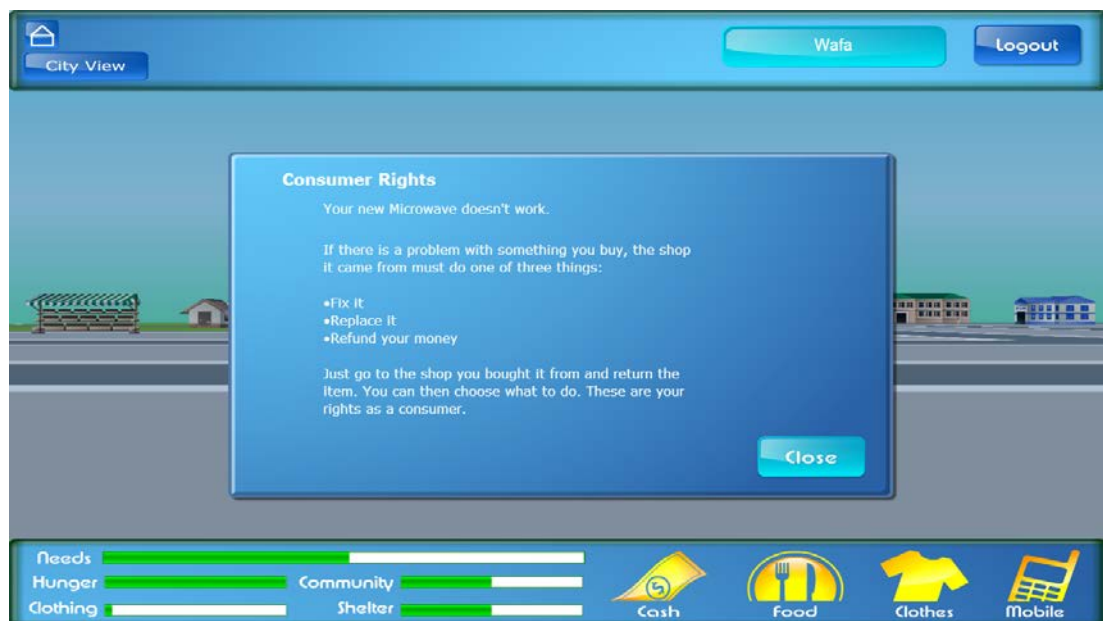 City View
Wafa
Logout
Consumer Rights
Your new Microwave doesn't work.
If there is a problem with something you buy, the shop
it came from must do one of three things:
•Fix it
•Replace it
•Refund your money
Just go to the shop you bought it from and return the
item. You can then choose what to do. These are your
rights as a consumer.
Close
Needs
Hunger
Community
Clothing
Shelter
Cash
Food
Clothes
Mobile